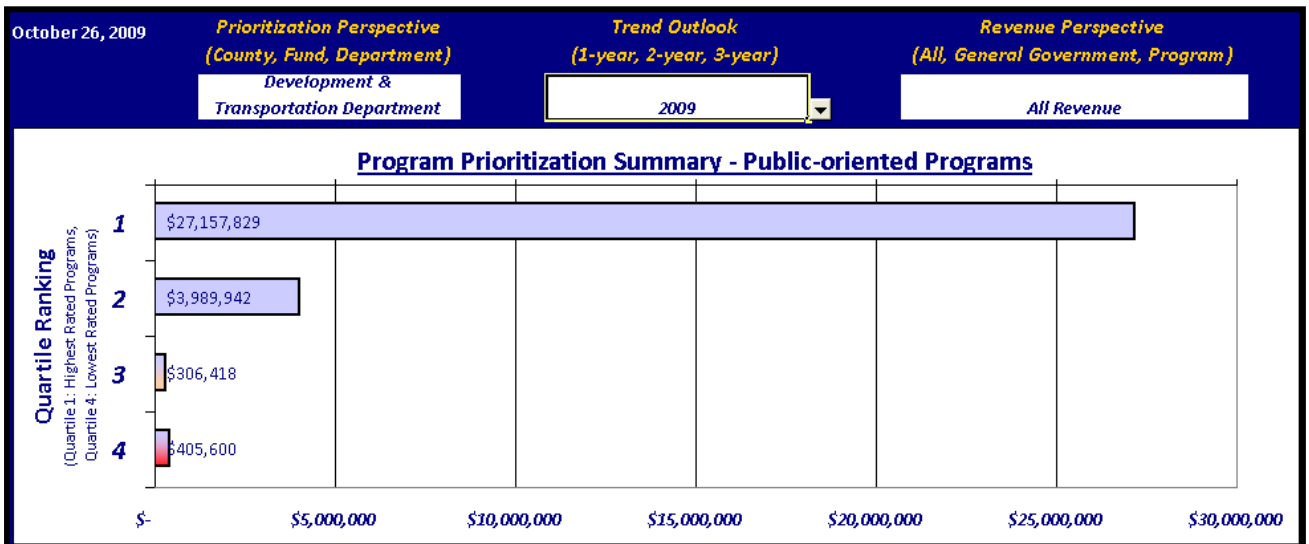 October 26, 2009
Prioritization Perspective
(County, Fund, Department)
Development &
Transportation Department
Trend Outlook
(1-year, 2-year, 3-year)
2009
Revenue Perspective
(All, General Government, Program)
All Revenue
Program Prioritization Summary - Public-oriented Programs
Quartile Ranking
(Quartile 1: Highest Rated Programs,
Quartile 4: Lowest Rated Programs)
1
$27,157,829
2
$3,989,942
3
$306,418
4
$405,600
$-
$5,000,000
$10,000,000
$15,000,000
$20,000,000
$25,000,000
$30,000,000